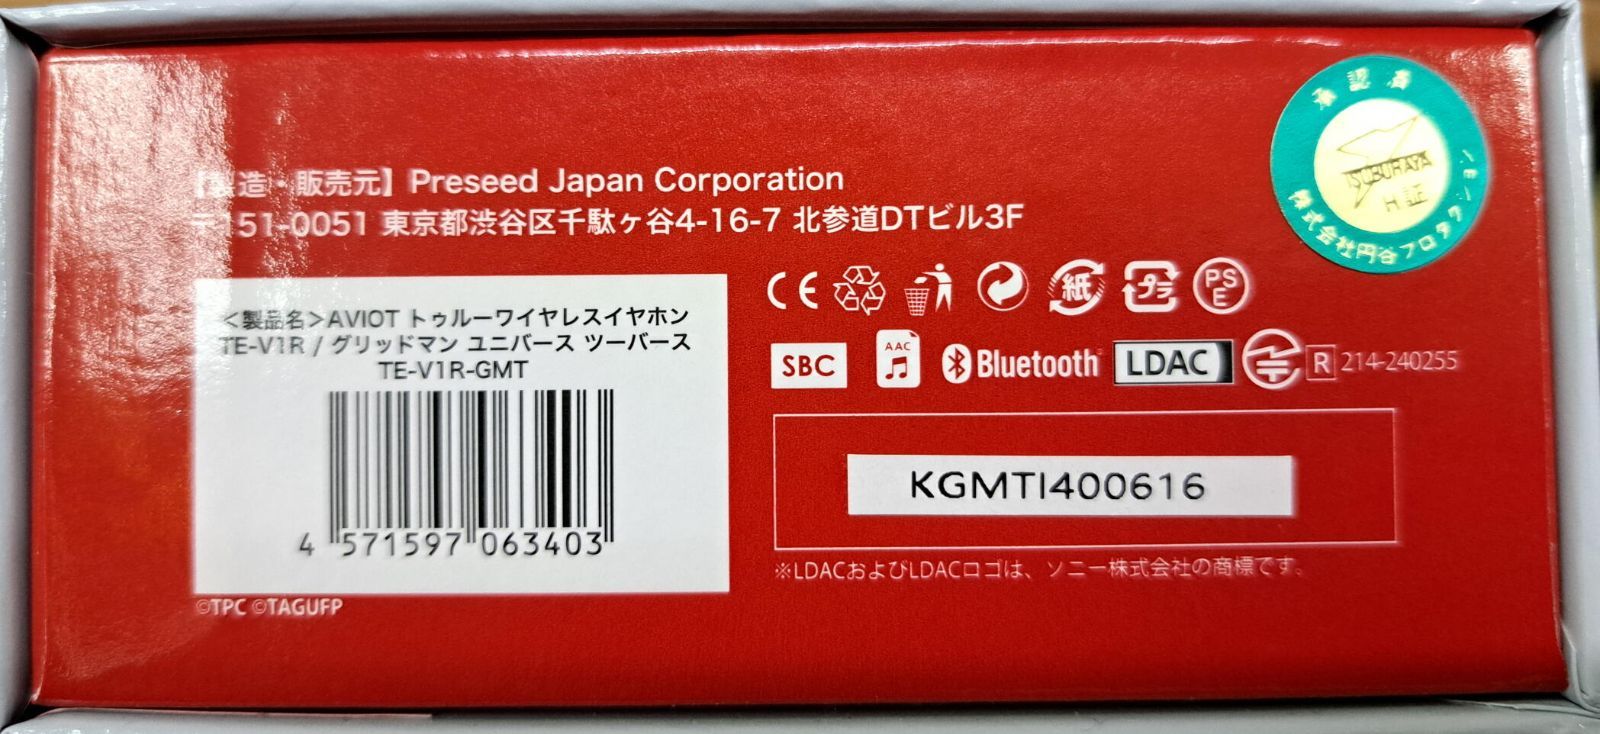 【製造・販売元】Preseed Japan Corporation
〒151-0051 東京都渋谷区千駄ヶ谷4-16-7 北参道DTビル3F
承認済
TSUBURAYA
証
株式会社円谷プロダクション
<製品名>AVIOT トゥルーワイヤレスイヤホン
TE-V1R / グリッドマン ユニバース ツーバース
TE-V1R-GMT
4 571597 063403
©TPC ©TAGUFP
CE 紙 プラ PSE
SBC AAC Bluetooth LDAC R 214-240255
KGMTI400616
※LDACおよびLDACロゴは、ソニー株式会社の商標です。